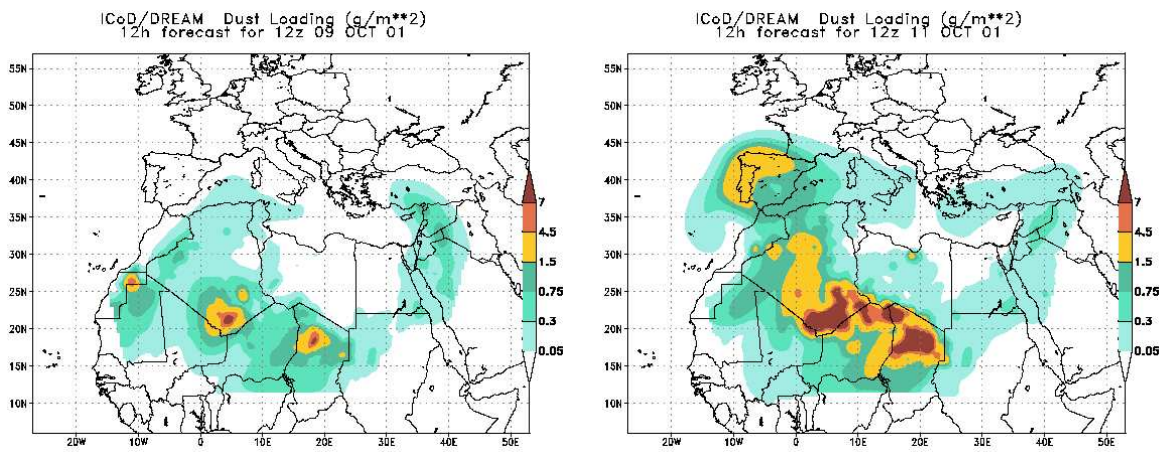 ICoD/DREAM Dust Loading (g/m**2)
12h forecast for 12z 09 OCT 01
55N
50N
45N
40N
35N
30N
25N
20N
15N
10N
20W 10W 0 10E 20E 30E 40E 50E
7
4.5
1.5
0.75
0.3
0.05
ICoD/DREAM Dust Loading (g/m**2)
12h forecast for 12z 11 OCT 01
55N
50N
45N
40N
35N
30N
25N
20N
15N
10N
20W 10W 0 10E 20E 30E 40E 50E
7
4.5
1.5
0.75
0.3
0.05